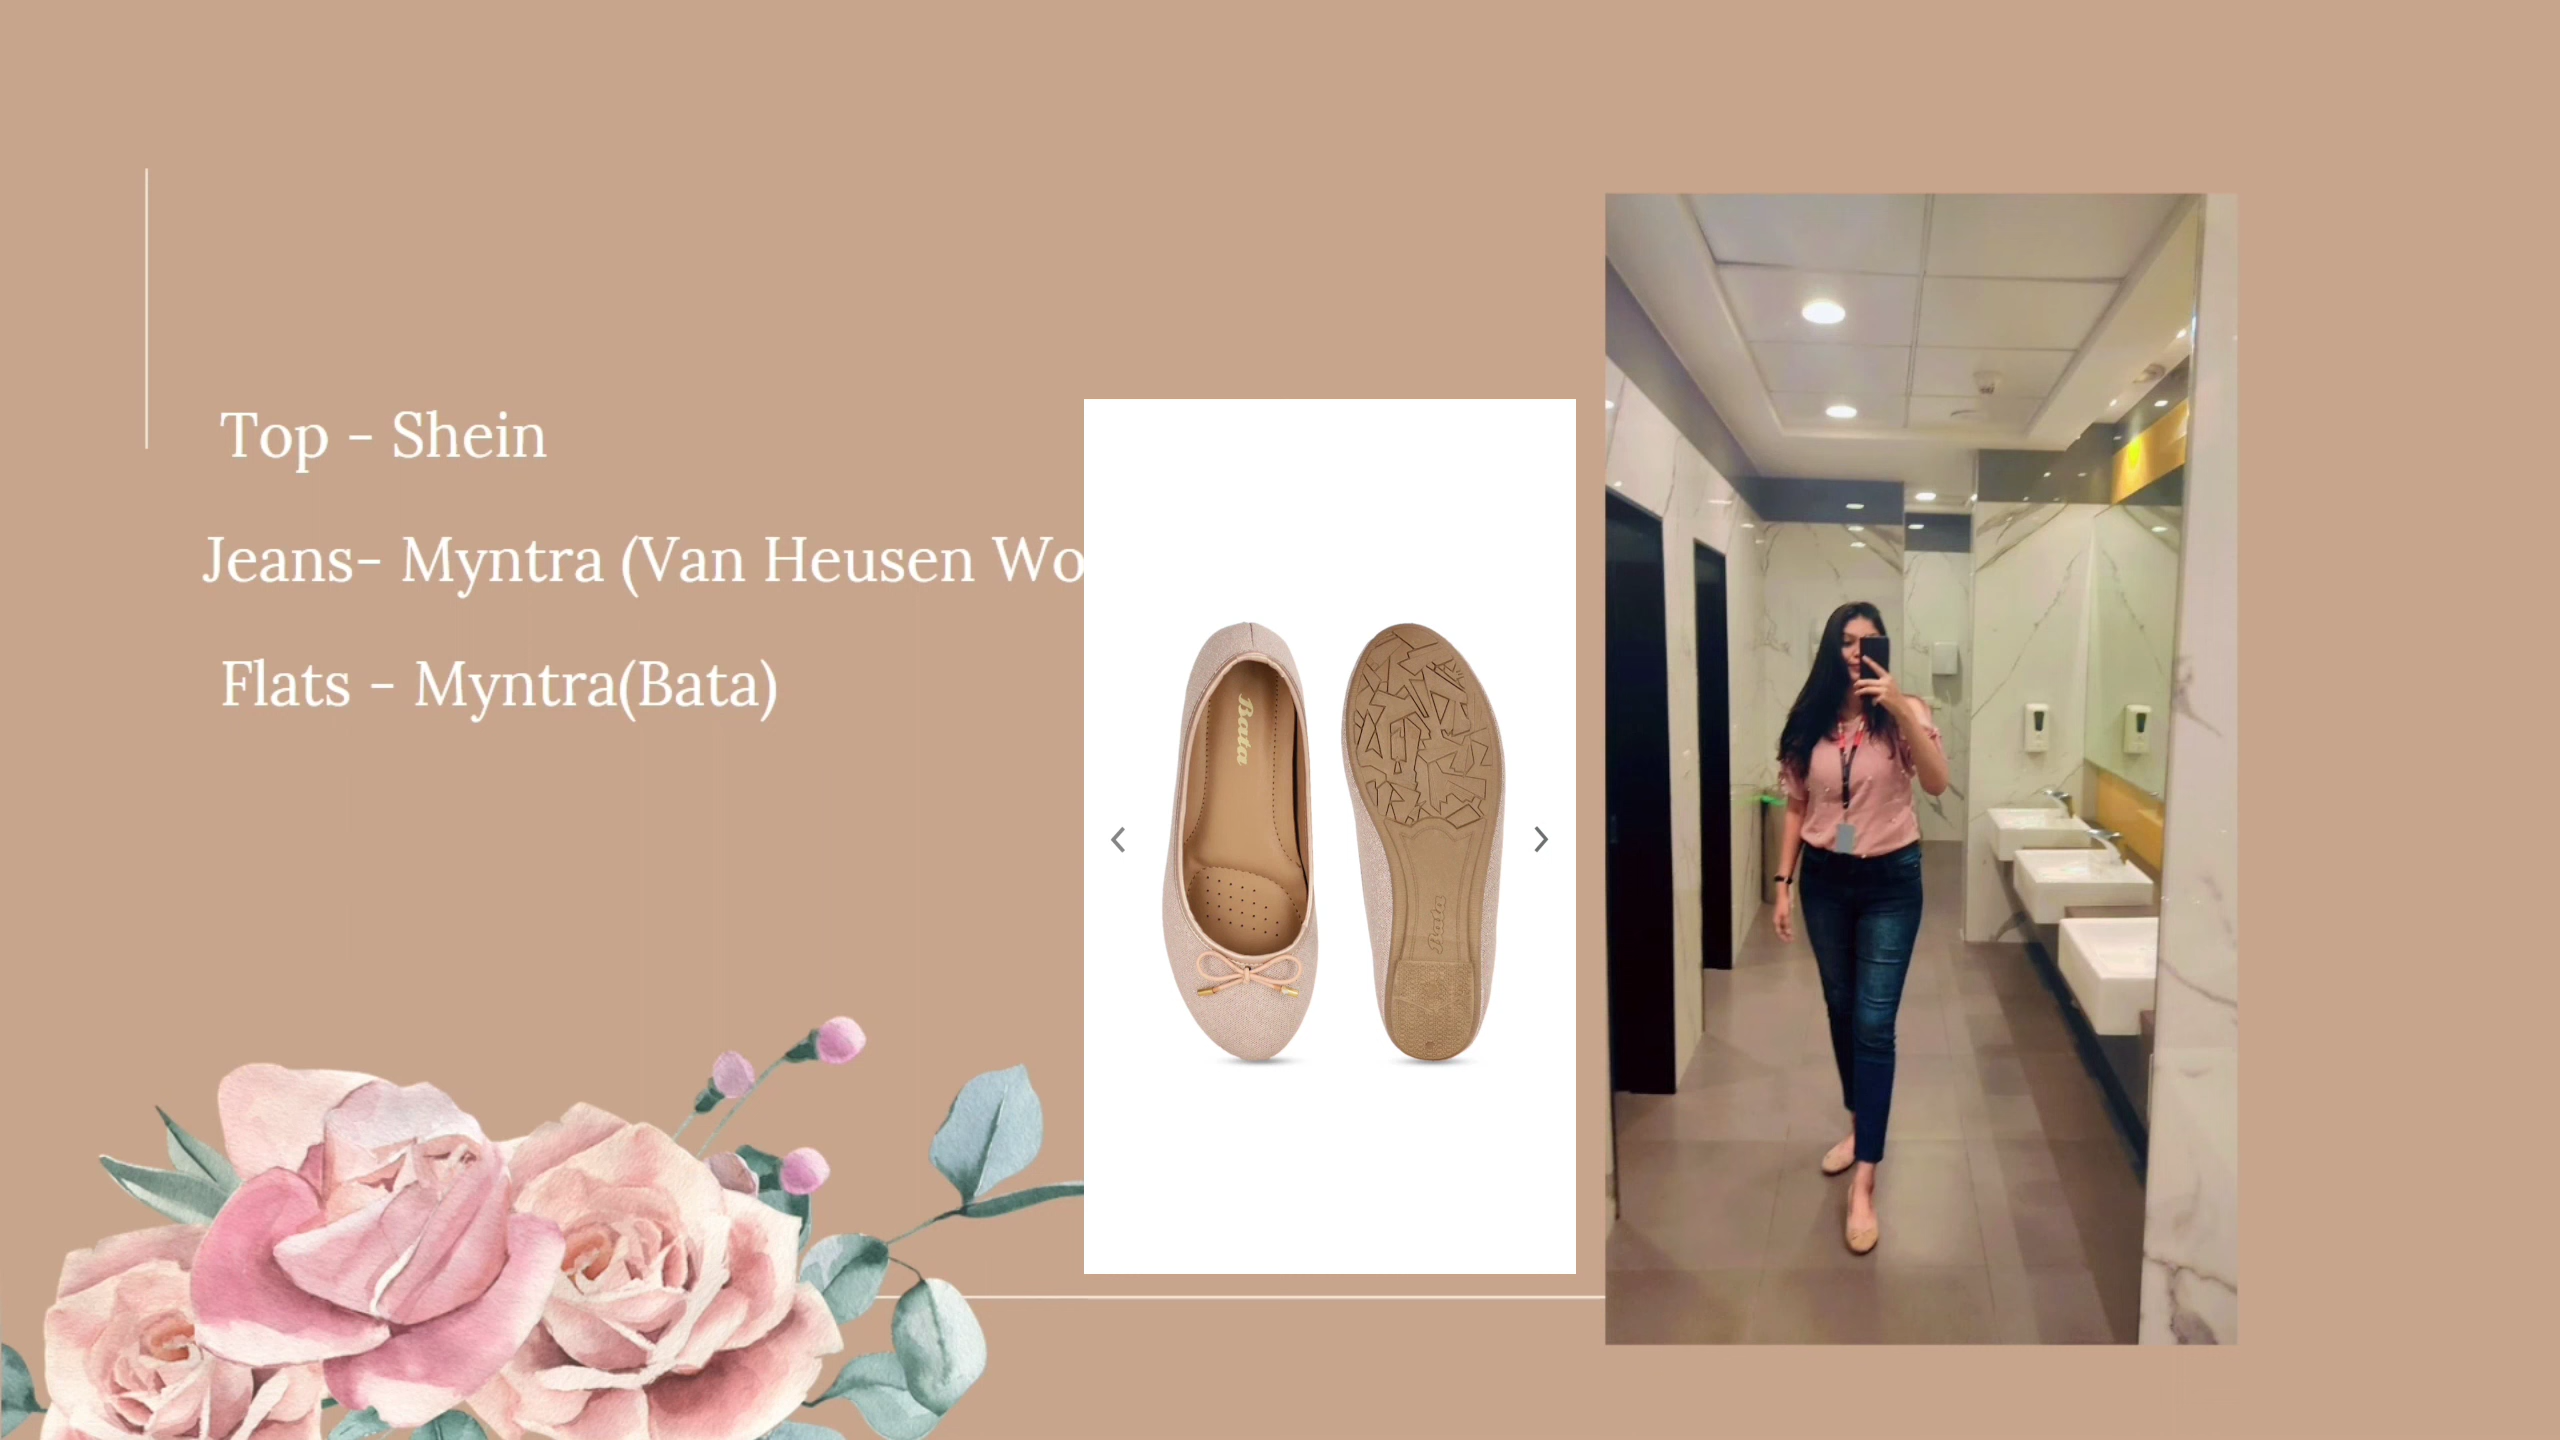 Top - Shein
Jeans- Myntra (Van Heusen Wo
Flats - Myntra(Bata)
Bata
Bata